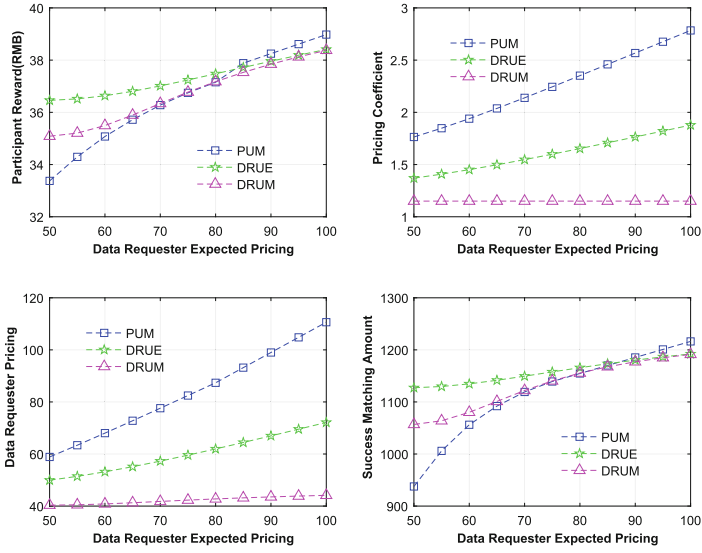 40
38
36
34
32
Participant Reward(RMB)
PUM
DRUE
DRUM
50 60 70 80 90 100
Data Requester Expected Pricing
3
2.5
2
1.5
1
Pricing Coefficient
PUM
DRUE
DRUM
50 60 70 80 90 100
Data Requester Expected Pricing
120
100
80
60
40
Data Requester Pricing
PUM
DRUE
DRUM
50 60 70 80 90 100
Data Requester Expected Pricing
1300
1200
1100
1000
900
Success Matching Amount
PUM
DRUE
DRUM
50 60 70 80 90 100
Data Requester Expected Pricing